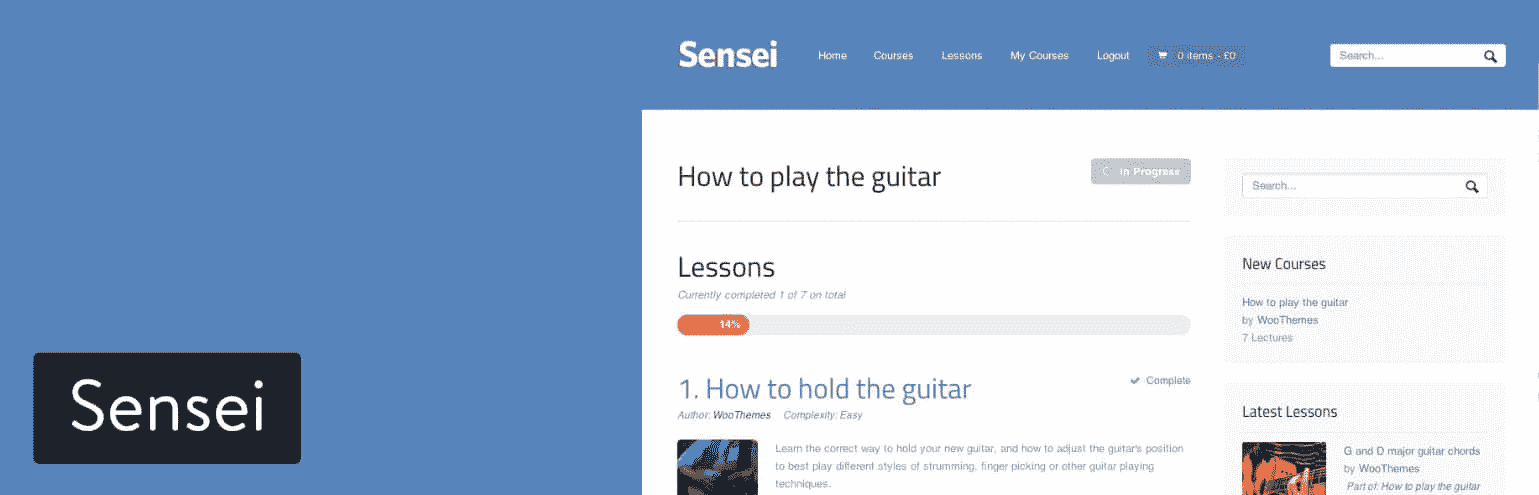 Sensei
Home Courses Lessons My Courses Logout 0 items - £0 Search...
How to play the guitar
In Progress
Lessons
Currently completed 1 of 7 on total
14%
1. How to hold the guitar
Complete
Author: WooThemes Complexity: Easy
Learn the correct way to hold your new guitar, and how to adjust the guitar's position
to best play different styles of strumming, finger picking or other guitar playing
techniques.
Search...
New Courses
How to play the guitar
by WooThemes
7 Lectures
Latest Lessons
G and D major guitar chords
by WooThemes
Part of: How to play the guitar
Sensei